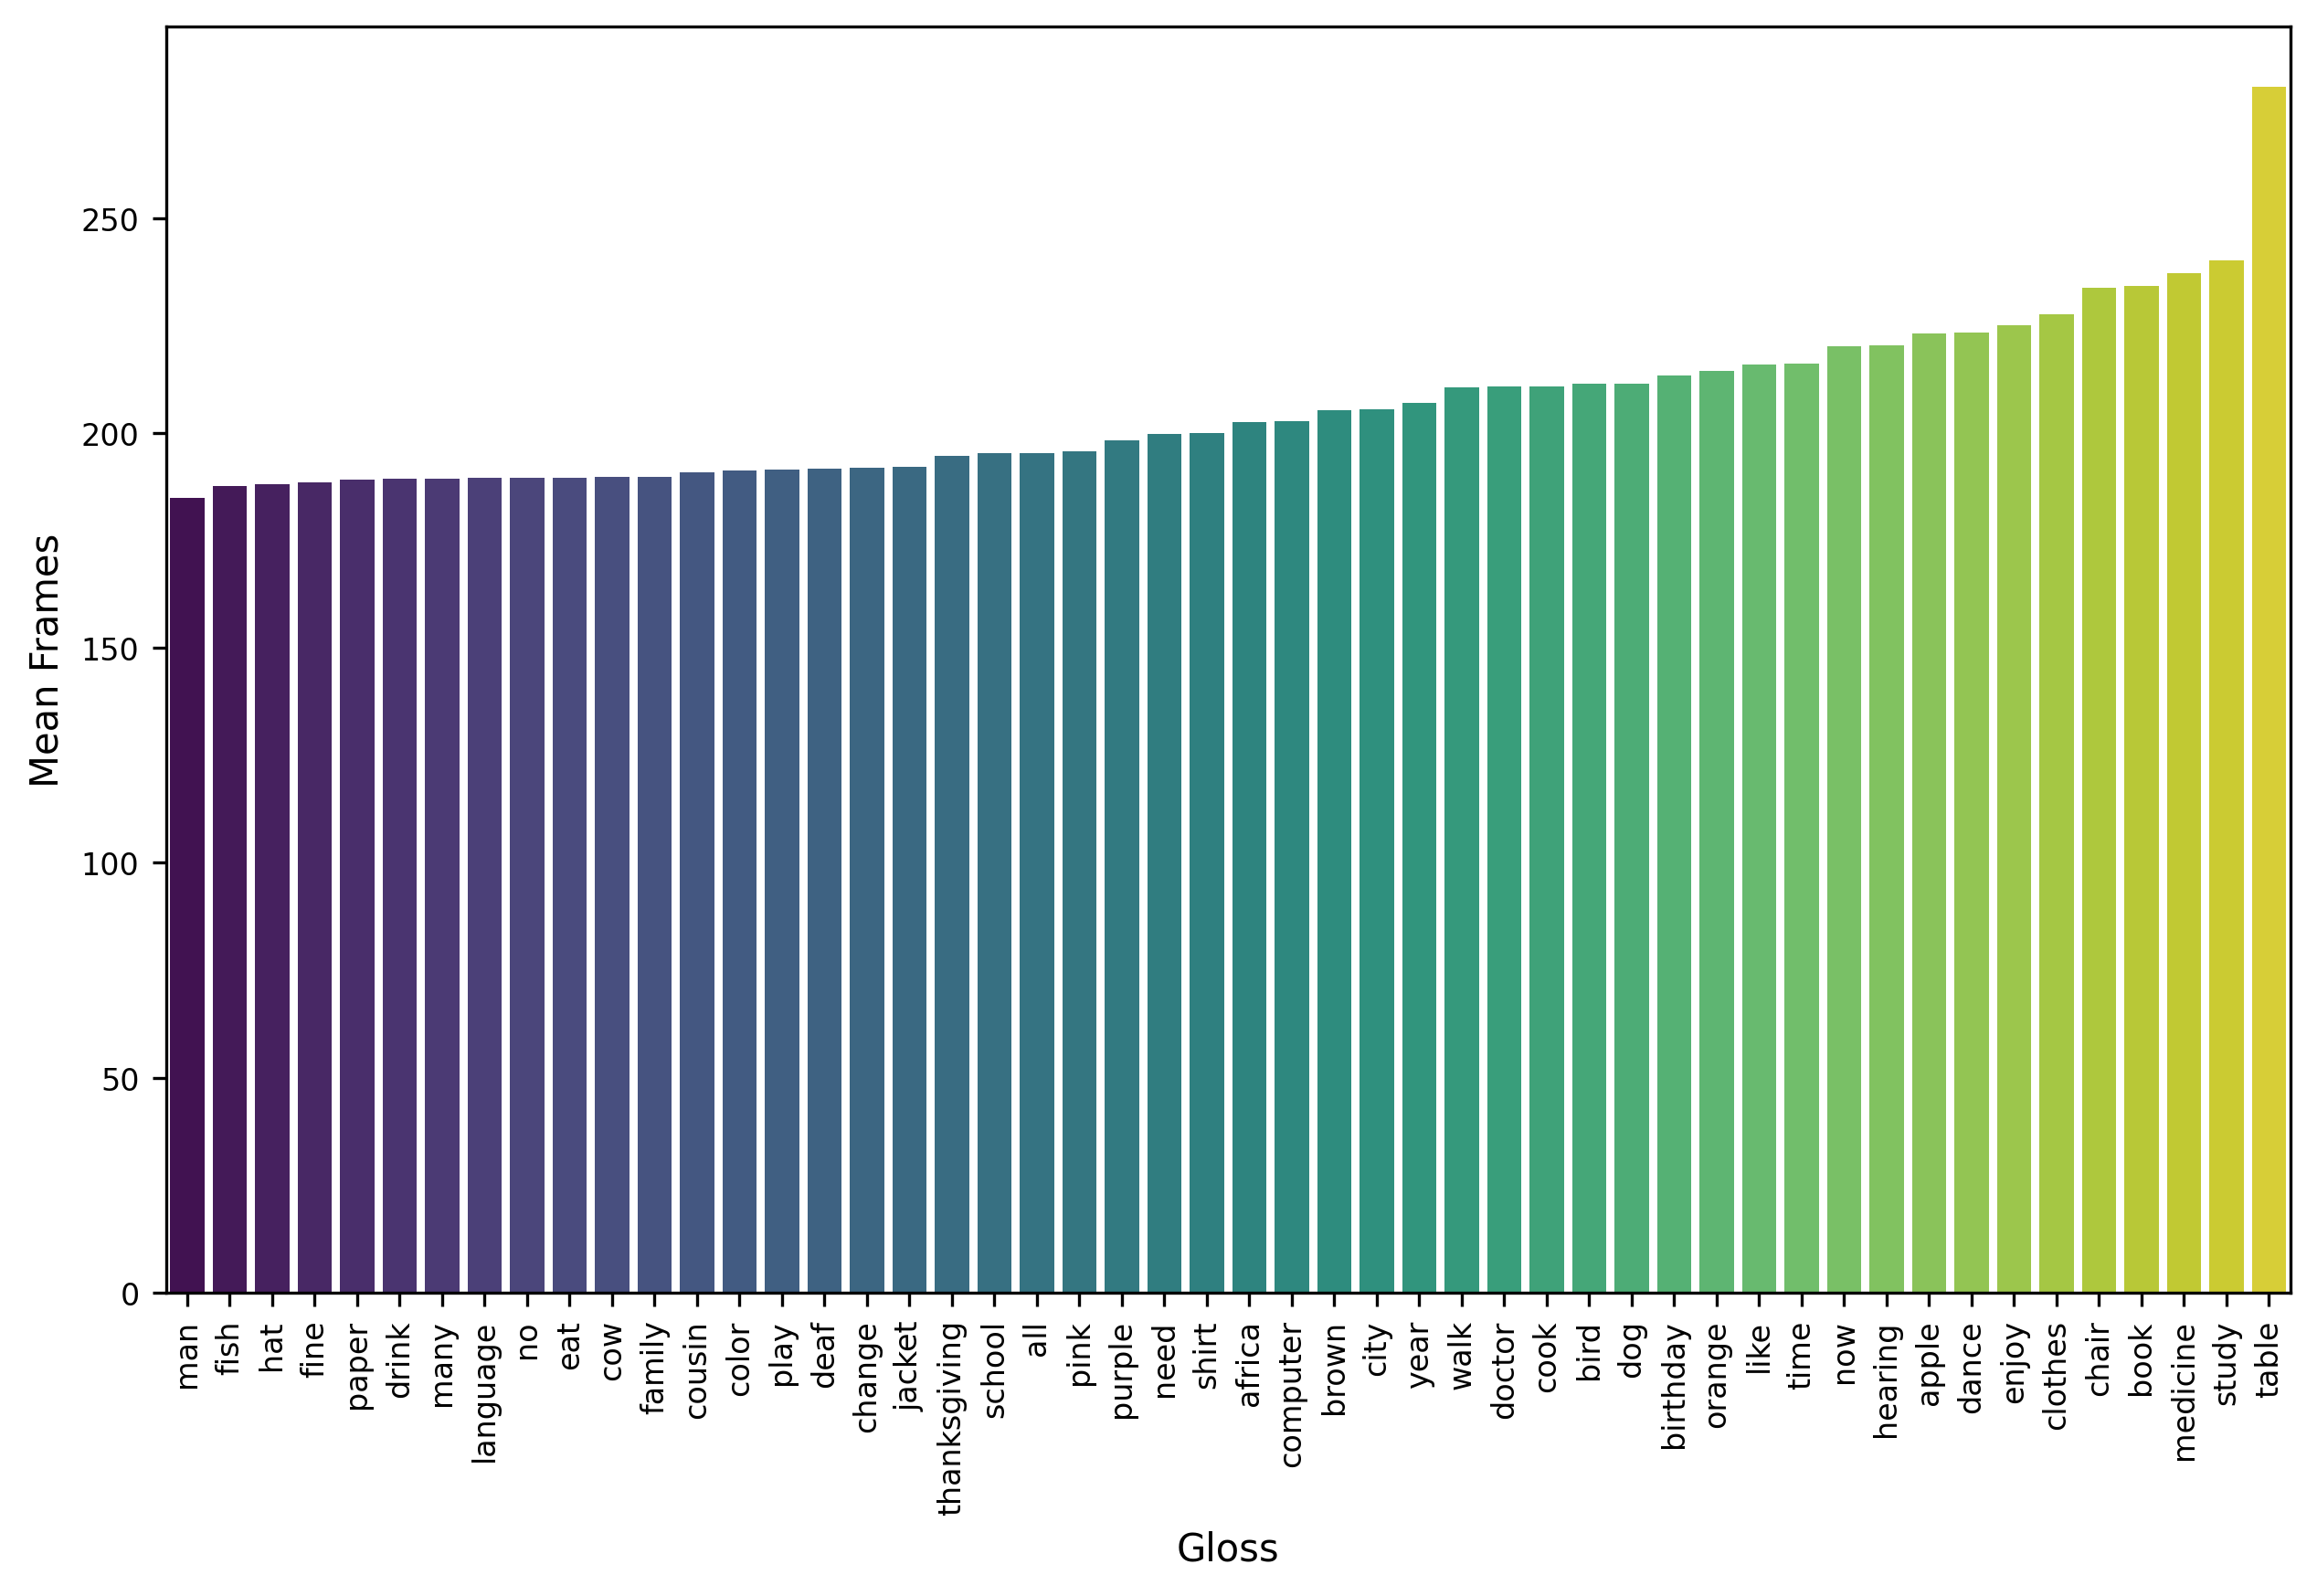 Mean Frames
250
200
150
100
50
0
man
fish
hat
fine
paper
drink
many
language
no
eat
cow
family
cousin
color
play
deaf
change
jacket
thanksgiving
school
all
pink
purple
need
shirt
africa
computer
brown
city
year
walk
doctor
cook
bird
dog
birthday
orange
like
time
now
hearing
apple
dance
enjoy
clothes
chair
book
medicine
study
table
Gloss